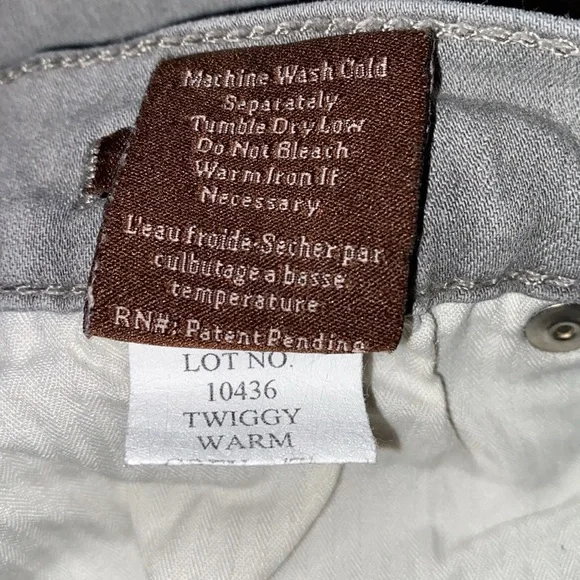 Machine Wash Cold
Separately
Tumble Dry Low
Do Not Bleach
Warm Iron If
Necessary
L'eau froide-Secher par
culbutage a basse
temperature
RN#: Patent Pending
LOT NO.
10436
TWIGGY
WARM